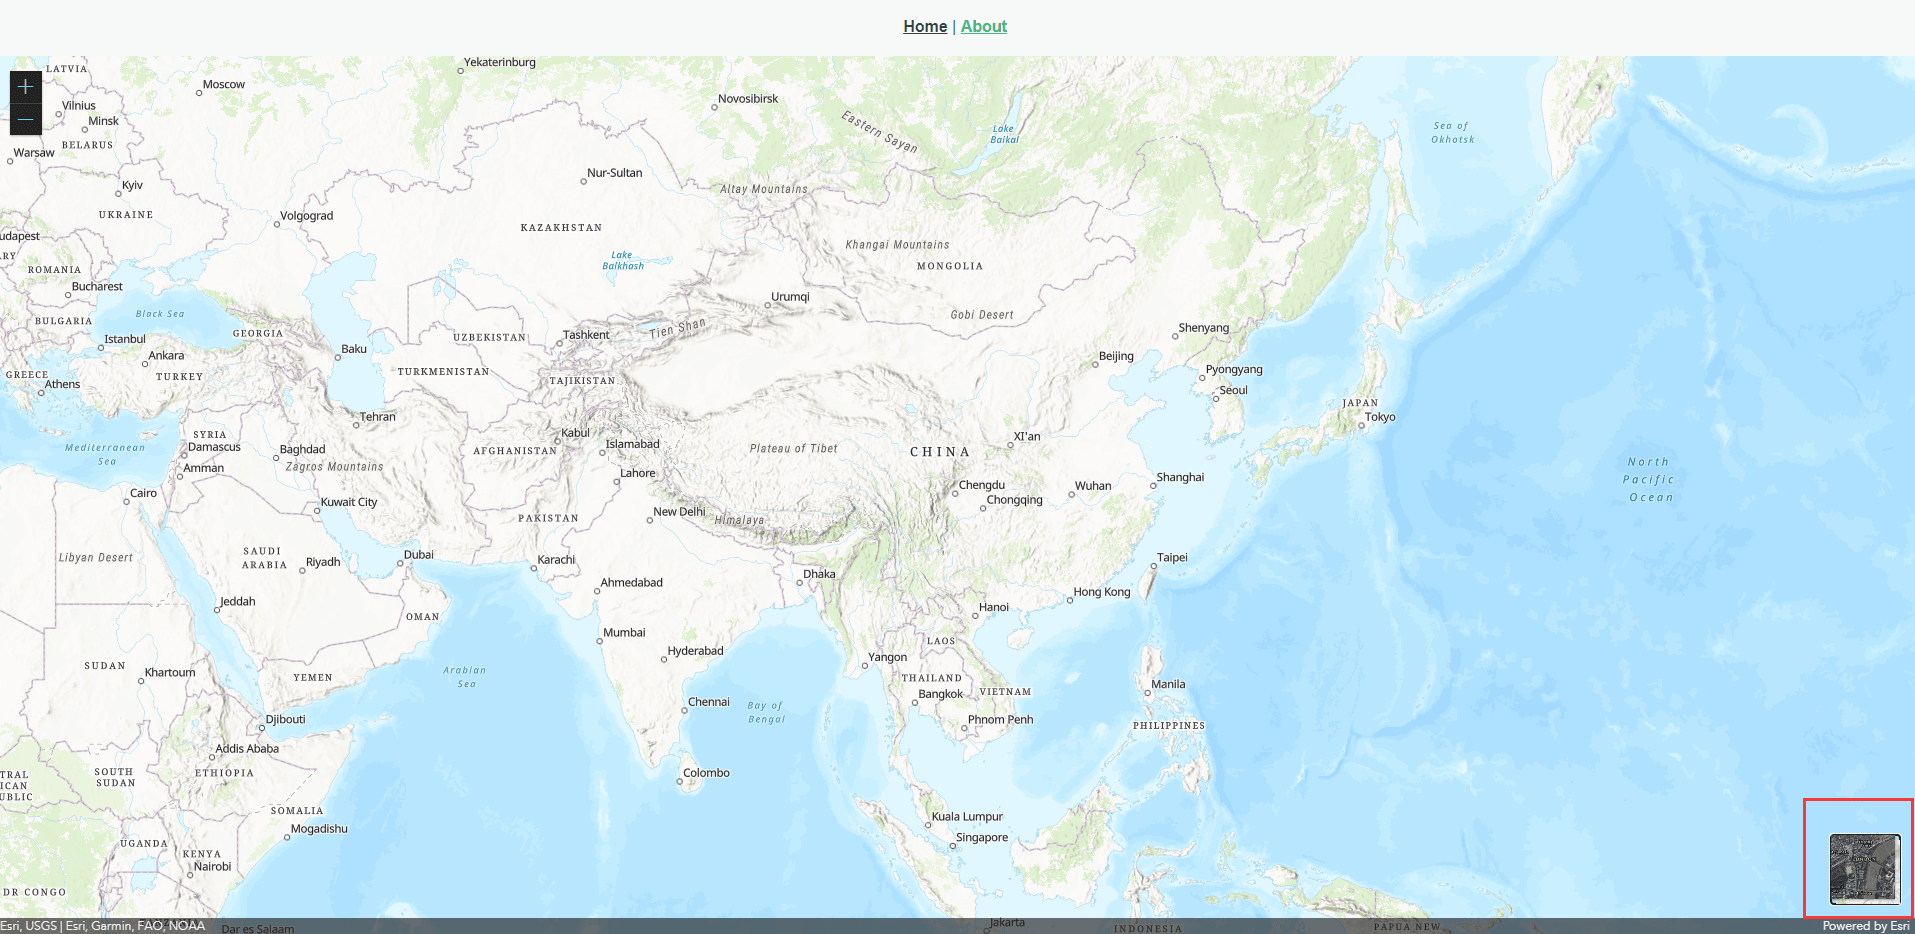 Home | About
LATVIA
Yekaterinburg
Moscow
Novosibirsk
Vilnius
Minsk
BELARUS
Warsaw
Eastern Sayan
Lake
Baikal
Sea of
Okhotsk
Nur-Sultan
Kyiv
Altay Mountains
UKRAINE
Volgograd
KAZAKHSTAN
udapest
Khangai Mountains
RY
Lake
Balkhash
MONGOLIA
ROMANIA
Bucharest
Urumqi
Black Sea
Gobi Desert
BULGARIA
GEORGIA
Tien Shan
Shenyang
Istanbul
UZBEKISTAN
Tashkent
Baku
Ankara
Beijing
GREECE
TURKEY
TURKMENISTAN
Pyongyang
Athens
TAJIKISTAN
Seoul
JAPAN
Tehran
Tokyo
SYRIA
Kabul
XI'an
Mediterranean
Sea
Damascus
Baghdad
AFGHANISTAN
Islamabad
Plateau of Tibet
CHINA
Amman
Zagros Mountains
Lahore
North
Pacific
Ocean
Cairo
Kuwait City
Chengdu
Wuhan
Shanghai
Chongqing
PAKISTAN
New Delhi
Himalaya
Libyan Desert
SAUDI
ARABIA
Riyadh
Dubai
Karachi
Taipei
Dhaka
Ahmedabad
Jeddah
Hong Kong
OMAN
Hanoi
Mumbai
LAOS
Hyderabad
SUDAN
Khartoum
Arabian
Sea
Yangon
YEMEN
THAILAND
Manila
Bangkok
VIETNAM
Chennai
Bay of
Bengal
Djibouti
Phnom Penh
PHILIPPINES
Addis Ababa
SOUTH
SUDAN
ETHIOPIA
Colombo
TRAL
ICAN
UBLIC
SOMALIA
Mogadishu
Kuala Lumpur
Singapore
UGANDA
KENYA
Nairobi
DR CONGO
Jakarta
Dar es Salaam
INDONESIA
PAPUA NEW
Esri, USGS | Esri, Garmin, FAO, NOAA
Powered by Esri